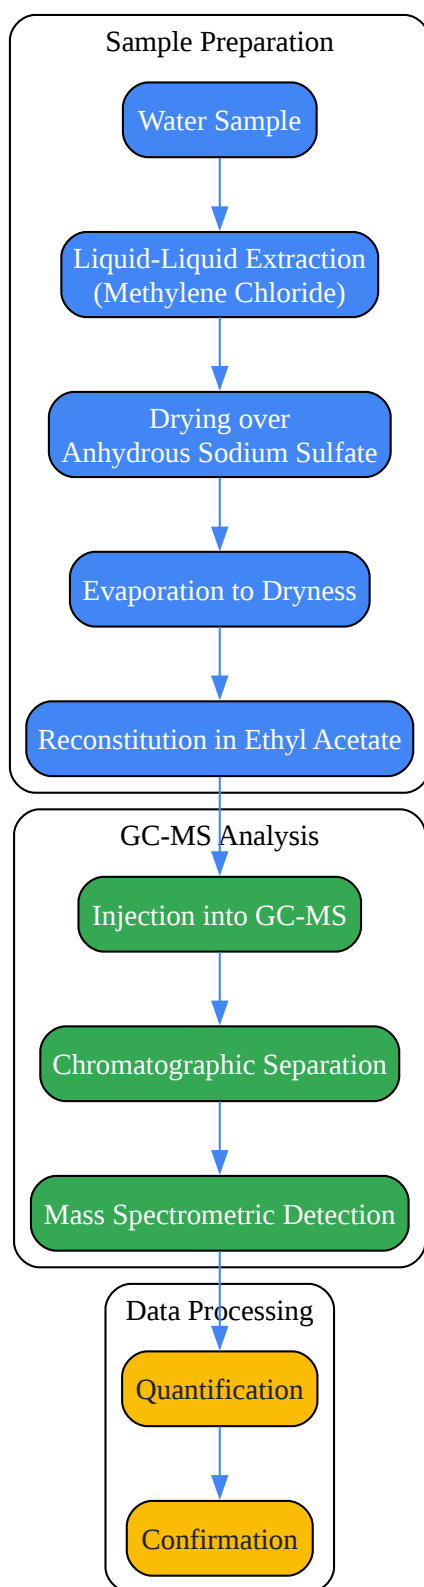 Sample Preparation
Water Sample
Liquid-Liquid Extraction
(Methylene Chloride)
Drying over
Anhydrous Sodium Sulfate
Evaporation to Dryness
Reconstitution in Ethyl Acetate
GC-MS Analysis
Injection into GC-MS
Chromatographic Separation
Mass Spectrometric Detection
Data Processing
Quantification
Confirmation